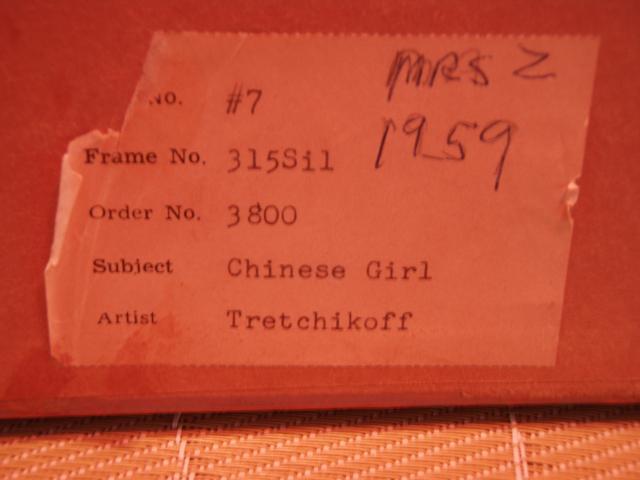 MRS Z
1959
No. #7
Frame No. 315Sil
Order No. 3800
Subject Chinese Girl
Artist Tretchikoff